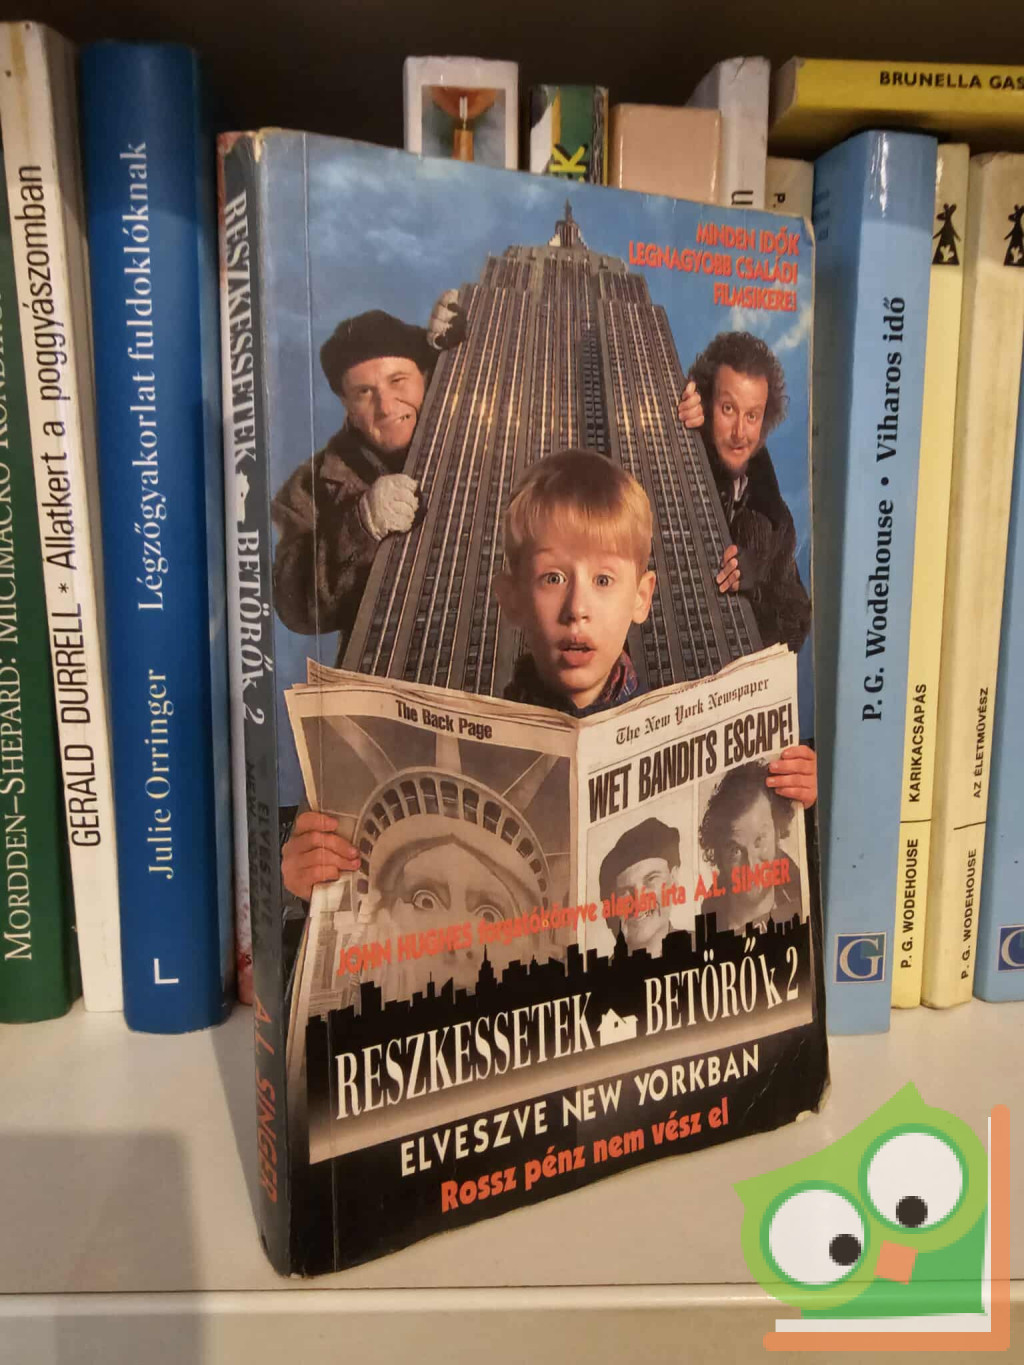 MORDDEN–SHEPARD:
GERALD DURRELL * Állatkert a poggyászomban
Julie Orringer Légzőgyakorlat fuldoklóknak
RESZKESSETEK BETÖRŐK 2
ELVESZVE NEW
A.L. SINGER
MINDEN IDŐK
LEGNAGYOBB CSALÁDI
FILMSIKERE!
The Back Page
The New York Newspaper
WET BANDITS ESCAPE!
JOHN HUGHES forgatókönyve alapján írta A.L. SINGER
RESZKESSETEK BETÖRŐk 2
ELVESZVE NEW YORKBAN
Rossz pénz nem vész el
BRUNELLA GAS
P. G. Wodehouse • Viharos idő
G
P. G. WODEHOUSE KARIKACSAPÁS
P. G. WODEHOUSE AZ ÉLETMŰVÉSZ